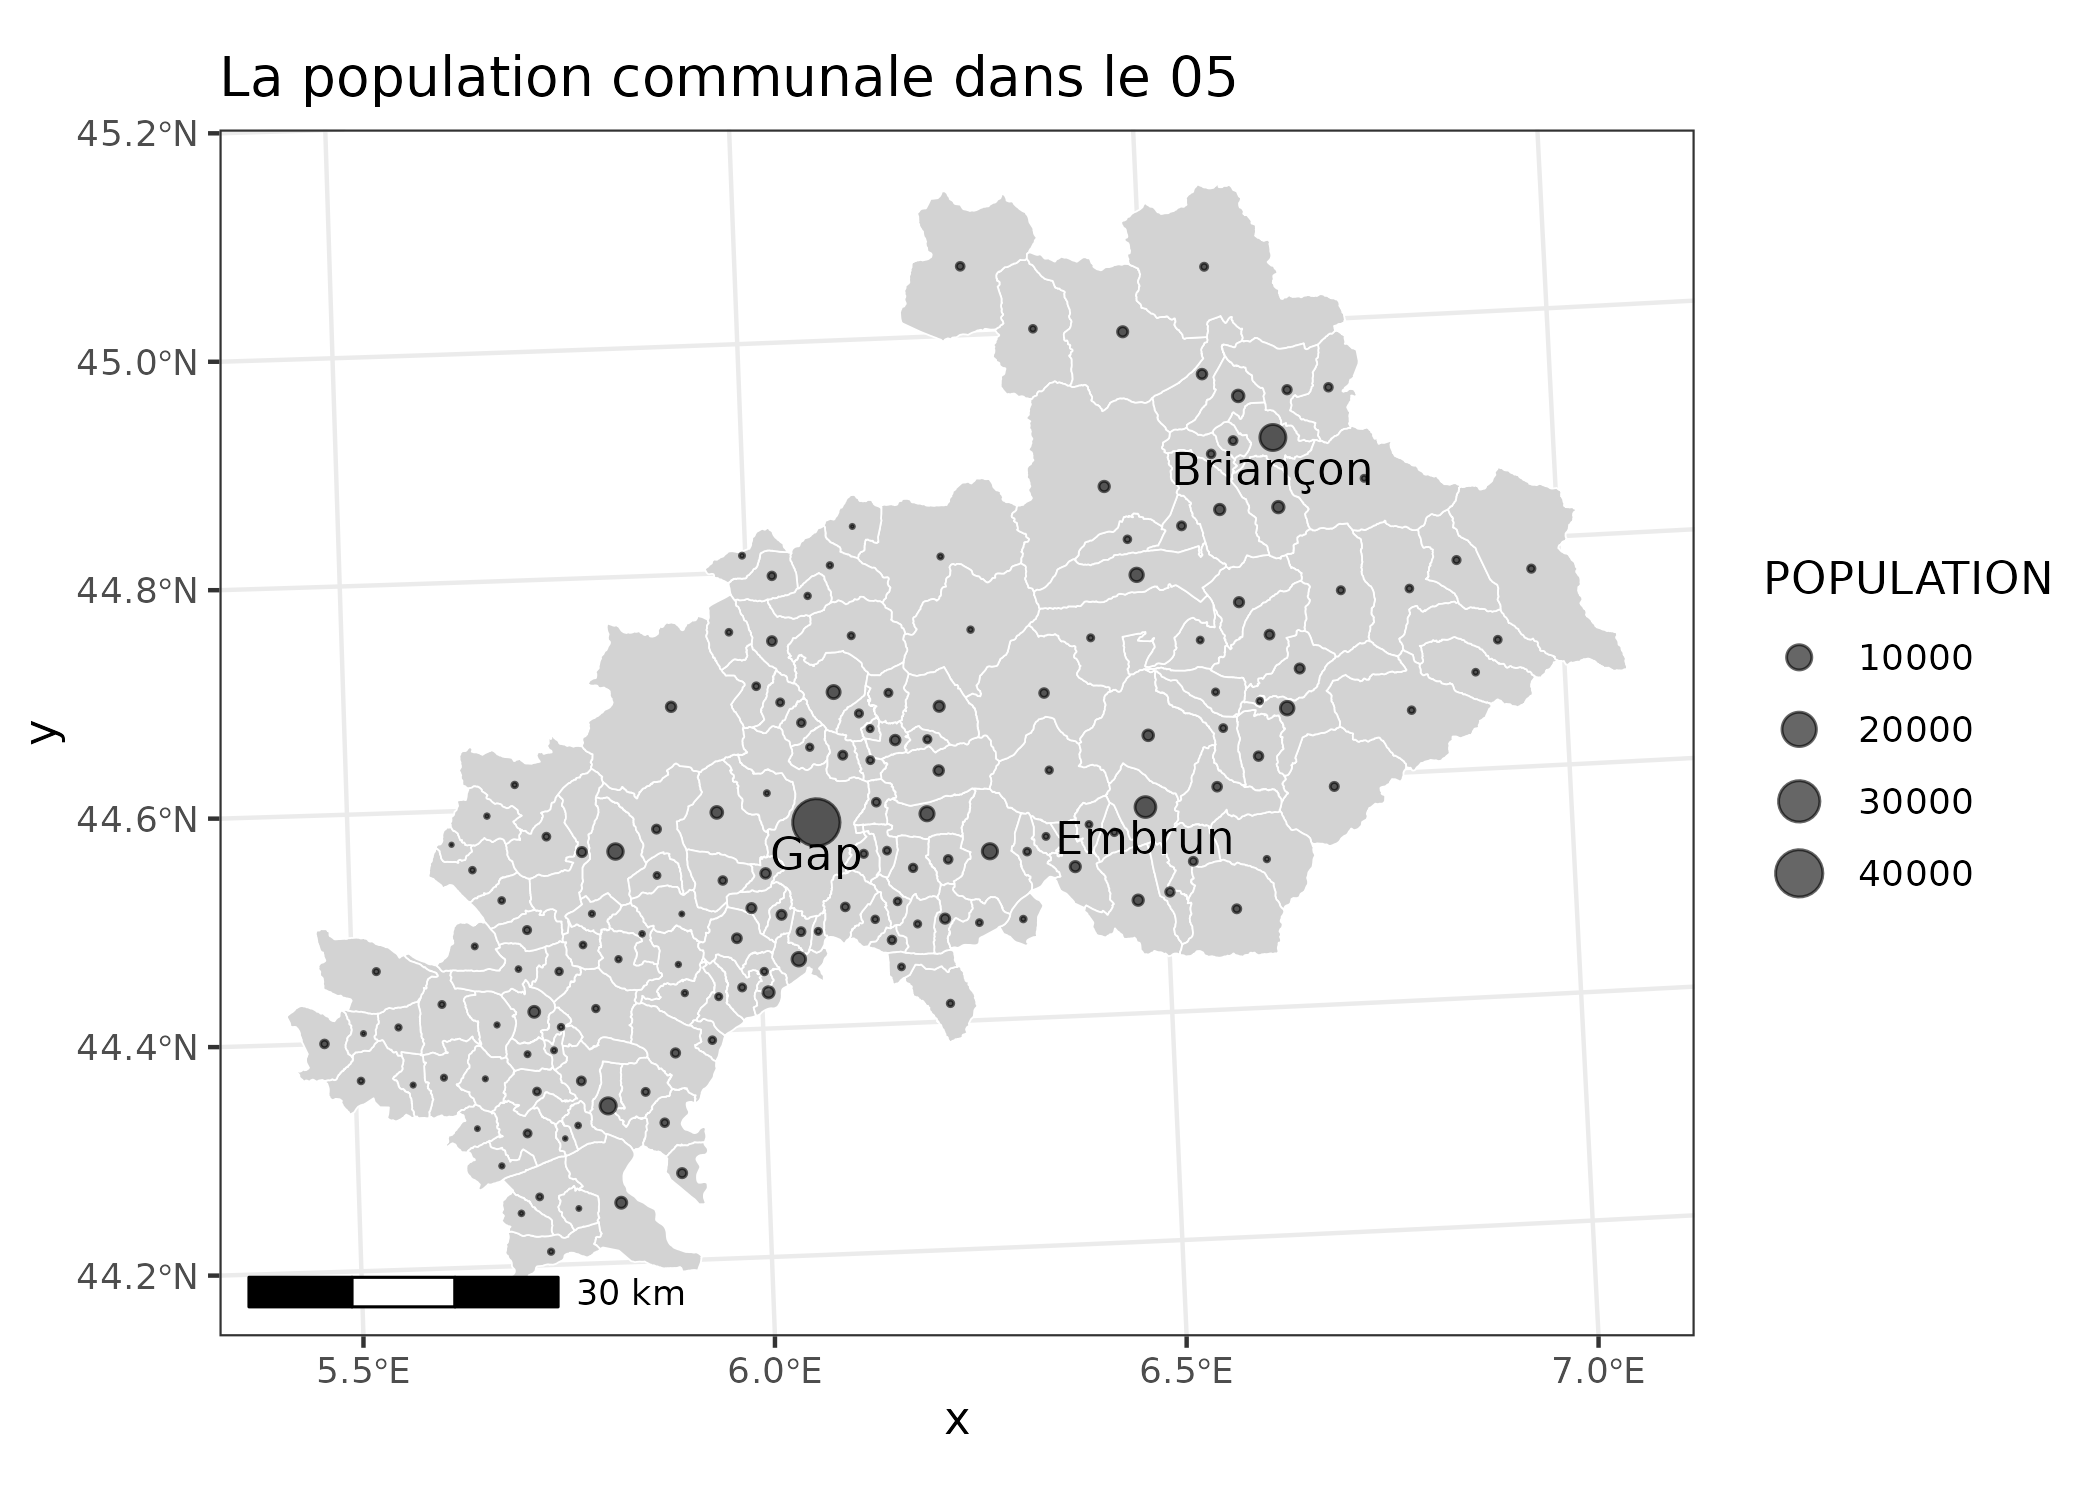 La population communale dans le 05
45.2°N
45.0°N
44.8°N
44.6°N
44.4°N
44.2°N
y
Briançon
Embrun
Gap
30 km
5.5°E
6.0°E
6.5°E
7.0°E
x
POPULATION
10000
20000
30000
40000